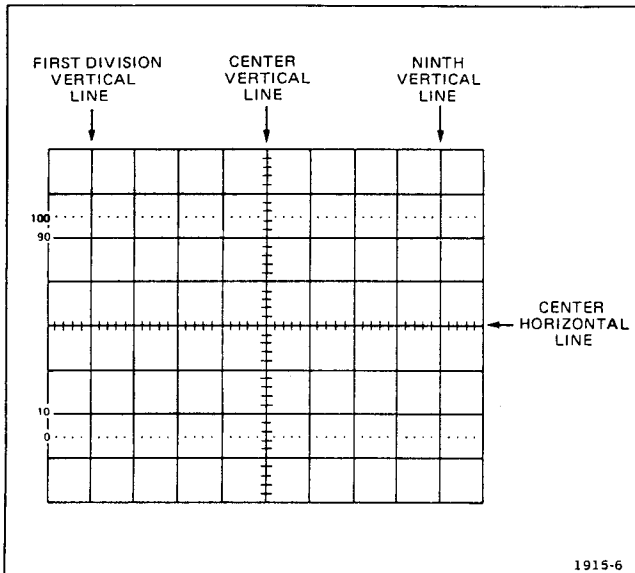 FIRST DIVISION
VERTICAL
LINE
CENTER
VERTICAL
LINE
NINTH
VERTICAL
LINE
100
90
CENTER
HORIZONTAL
LINE
10
0
1915-6